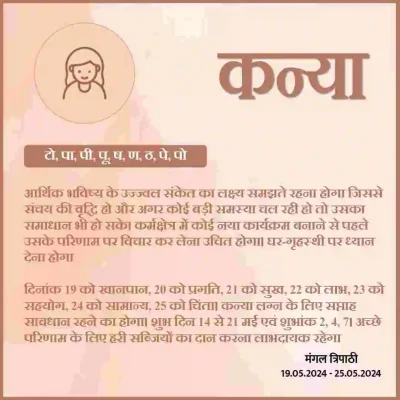 कन्या
टो, पा, पी, पू, ष, ण, ठ, पे, पो
आर्थिक भविष्य के उज्ज्वल संकेत का लक्ष्य समझते रहना होगा जिससे
संचय की वृद्धि हो और अगर कोई बड़ी समस्या चल रही हो तो उसका
समाधान भी हो सके। कर्मक्षेत्र में कोई नया कार्यक्रम बनाने से पहले
उसके परिणाम पर विचार कर लेना उचित होगा। घर-गृहस्थी पर ध्यान
देना होगा
दिनांक 19 को खानपान, 20 को प्रगति, 21 को सुख, 22 को लाभ, 23 को
सहयोग, 24 को सामान्य, 25 को चिंता। कन्या लग्न के लिए सप्ताह
सावधान रहने का होगा। शुभ दिन 14 से 21 मई एवं शुभांक 2, 4, 7। अच्छे
परिणाम के लिए हरी सब्जियों का दान करना लाभदायक रहेगा
मंगल त्रिपाठी
19.05.2024 - 25.05.2024